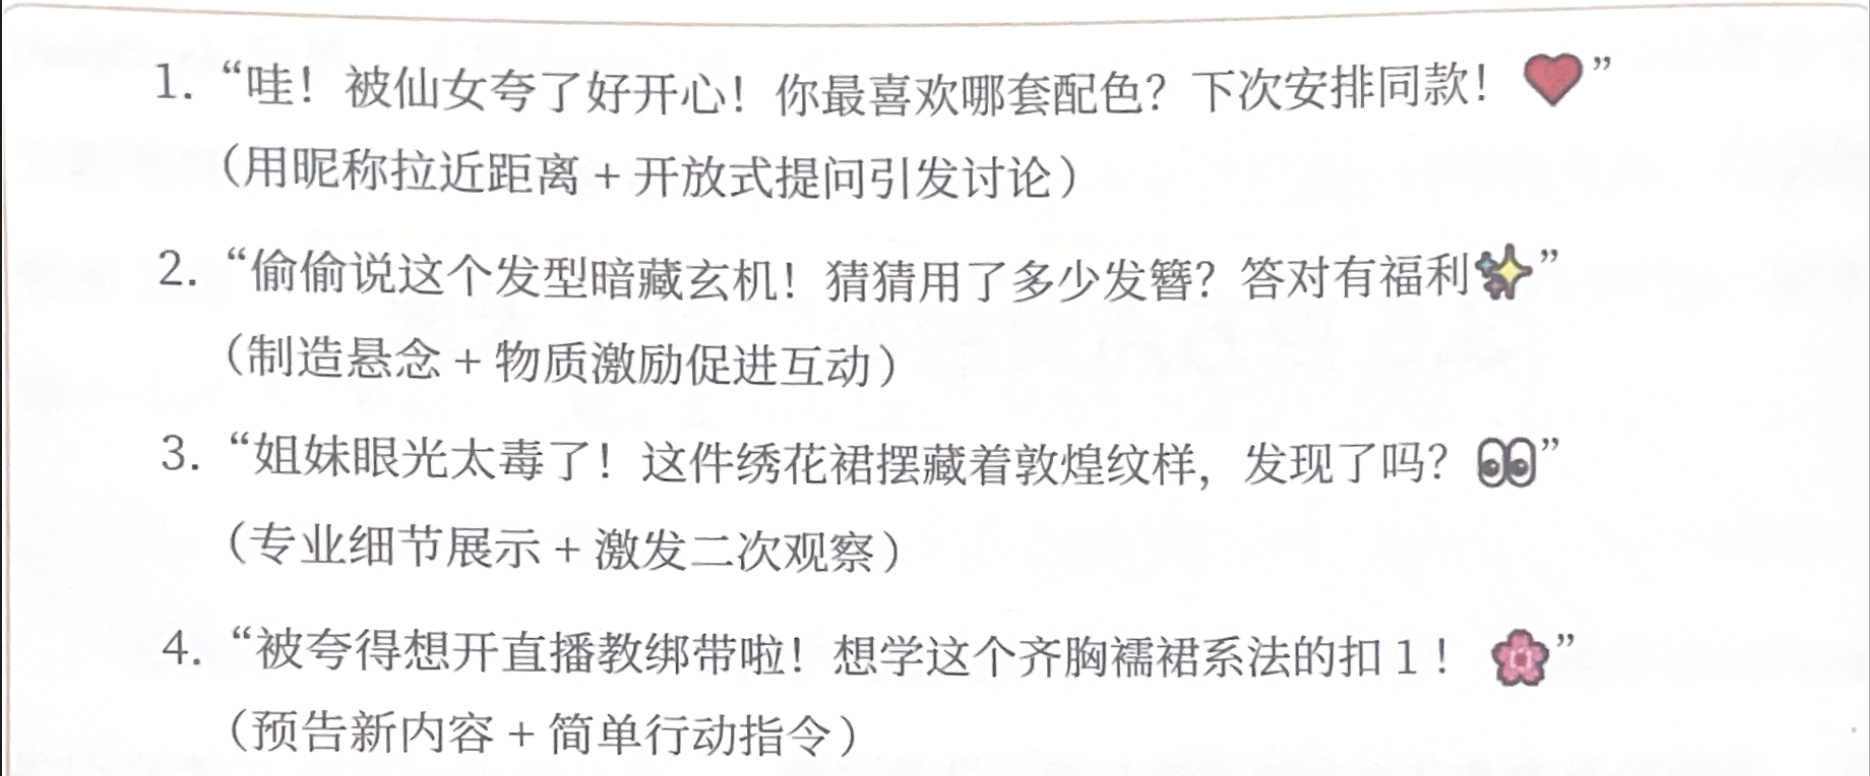 1. “哇！被仙女夸了好开心！你最喜欢哪套配色？下次安排同款！❤️”
（用昵称拉近距离 + 开放式提问引发讨论）
2. “偷偷说这个发型暗藏玄机！猜猜用了多少发簪？答对有福利✨”
（制造悬念 + 物质激励促进互动）
3. “姐妹眼光太毒了！这件绣花裙摆藏着敦煌纹样，发现了吗？👀”
（专业细节展示 + 激发二次观察）
4. “被夸得想开直播教绑带啦！想学这个齐胸襦裙系法的扣 1！🌸”
（预告新内容 + 简单行动指令）